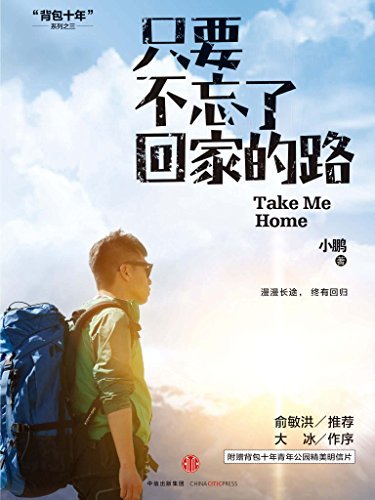 “背包十年”
系列之三
只要
不忘了
回家的路
Take Me
Home
小鹏
著
漫漫长途，终有回归
俞敏洪／推荐
大 冰／作序
附赠背包十年青年公园精美明信片
中信出版集团 CHINA CITIC PRESS